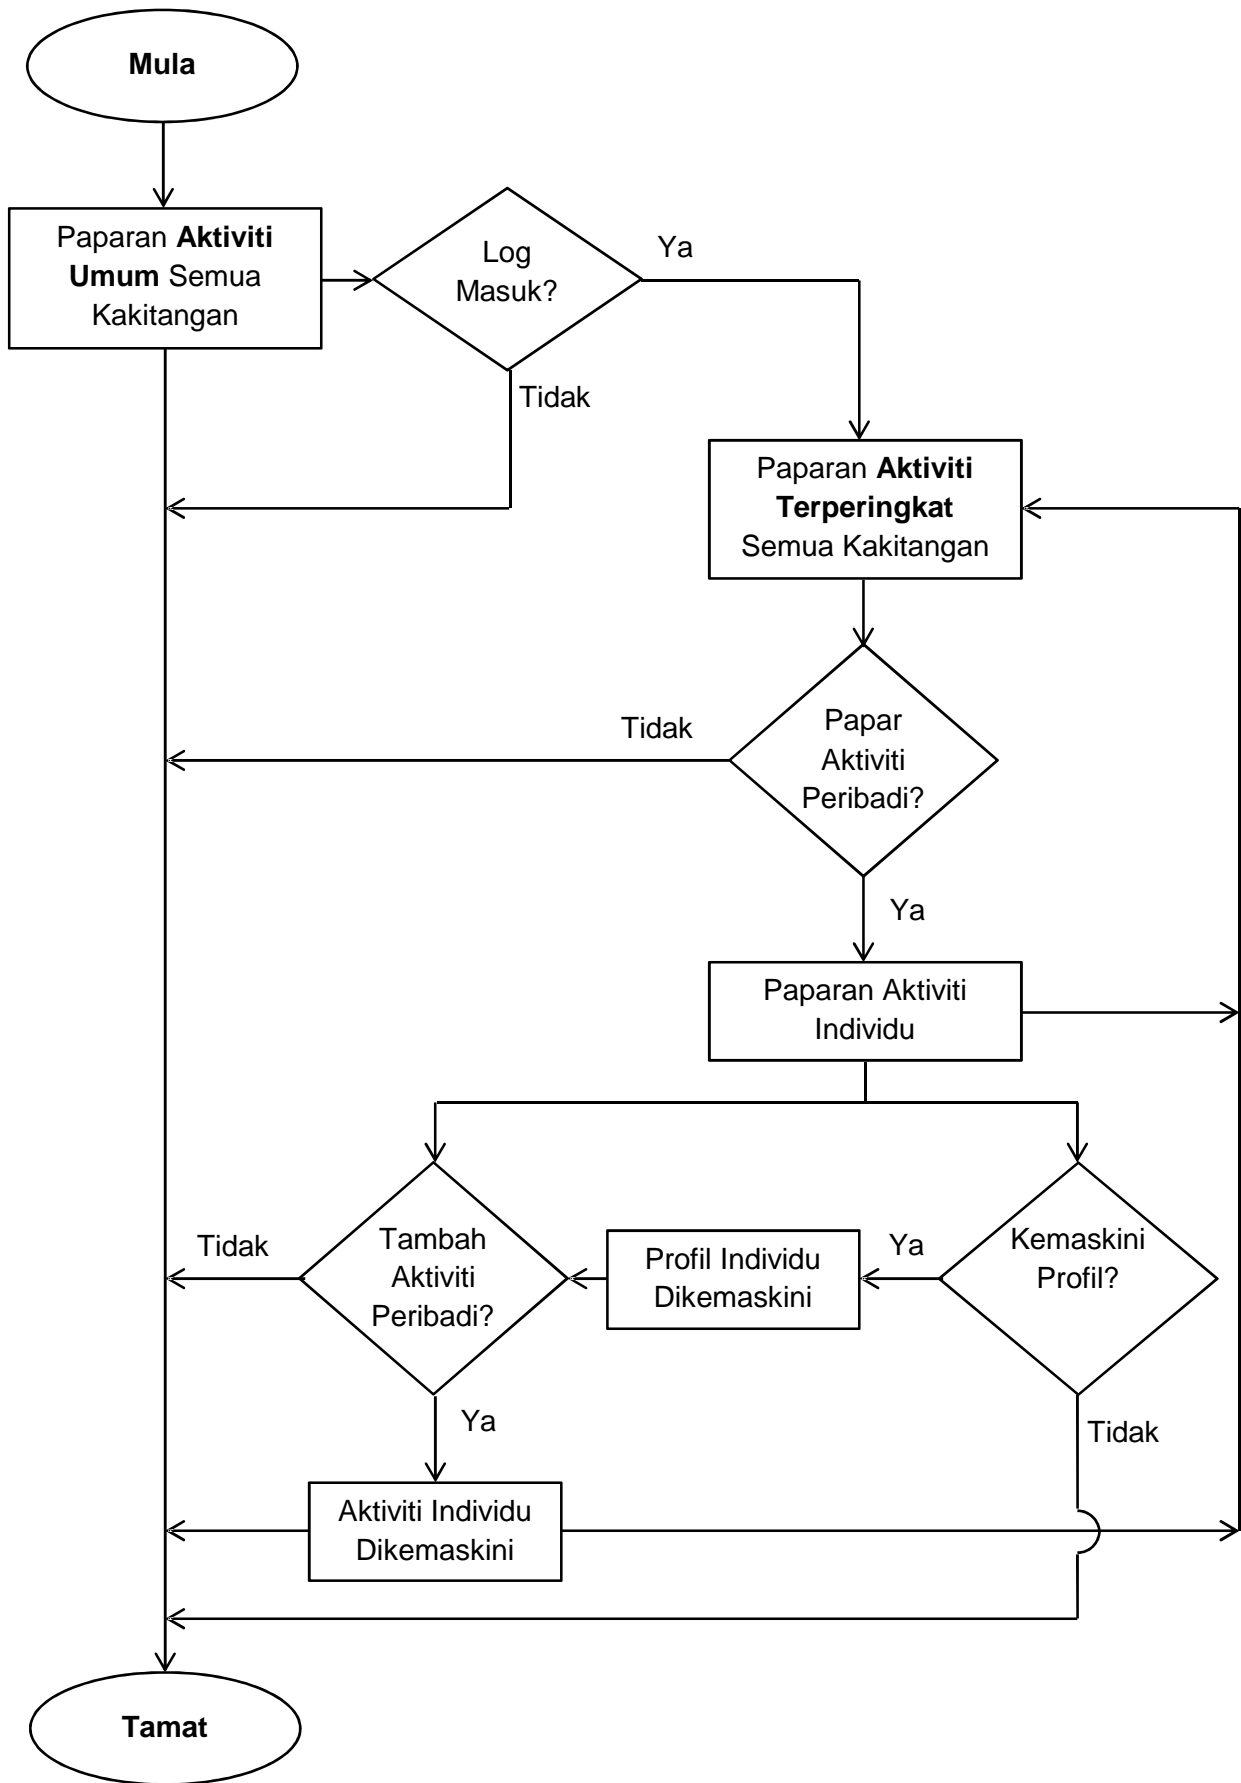 Mula
Paparan Aktiviti
Umum Semua
Kakitangan
Log
Masuk?
Ya
Tidak
Paparan Aktiviti
Terperingkat
Semua Kakitangan
Papar
Aktiviti
Peribadi?
Tidak
Ya
Paparan Aktiviti
Individu
Kemaskini
Profil?
Ya
Profil Individu
Dikemaskini
Tambah
Aktiviti
Peribadi?
Tidak
Ya
Tidak
Aktiviti Individu
Dikemaskini
Tamat